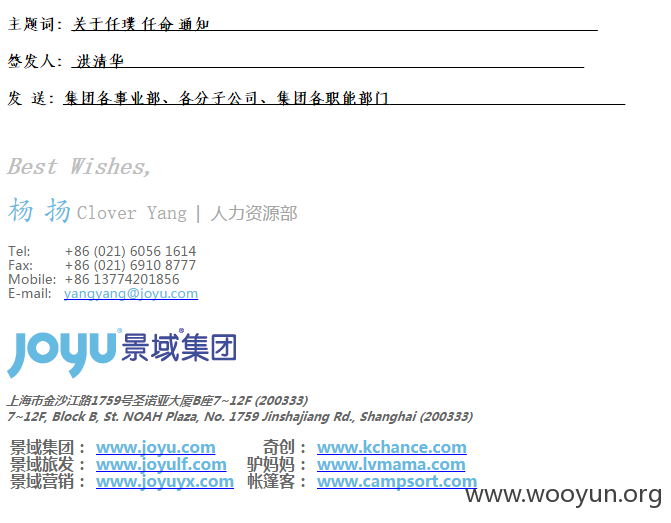 主题词：关于任璞 任命 通知
签发人： 洪清华
发 送：集团各事业部、各分子公司、集团各职能部门
Best Wishes,
杨 扬 Clover Yang | 人力资源部
Tel: +86 (021) 6056 1614
Fax: +86 (021) 6910 8777
Mobile: +86 13774201856
E-mail: yangyang@joyu.com
joyu® 景域®集团
上海市金沙江路1759号圣诺亚大厦B座7~12F (200333)
7~12F, Block B, St. NOAH Plaza, No. 1759 Jinshajiang Rd., Shanghai (200333)
景域集团： www.joyu.com 奇创： www.kchance.com
景域旅发： www.joyulf.com 驴妈妈： www.lvmama.com
景域营销： www.joyuyx.com 帐篷客： www.campsort.com
www.wooyun.org